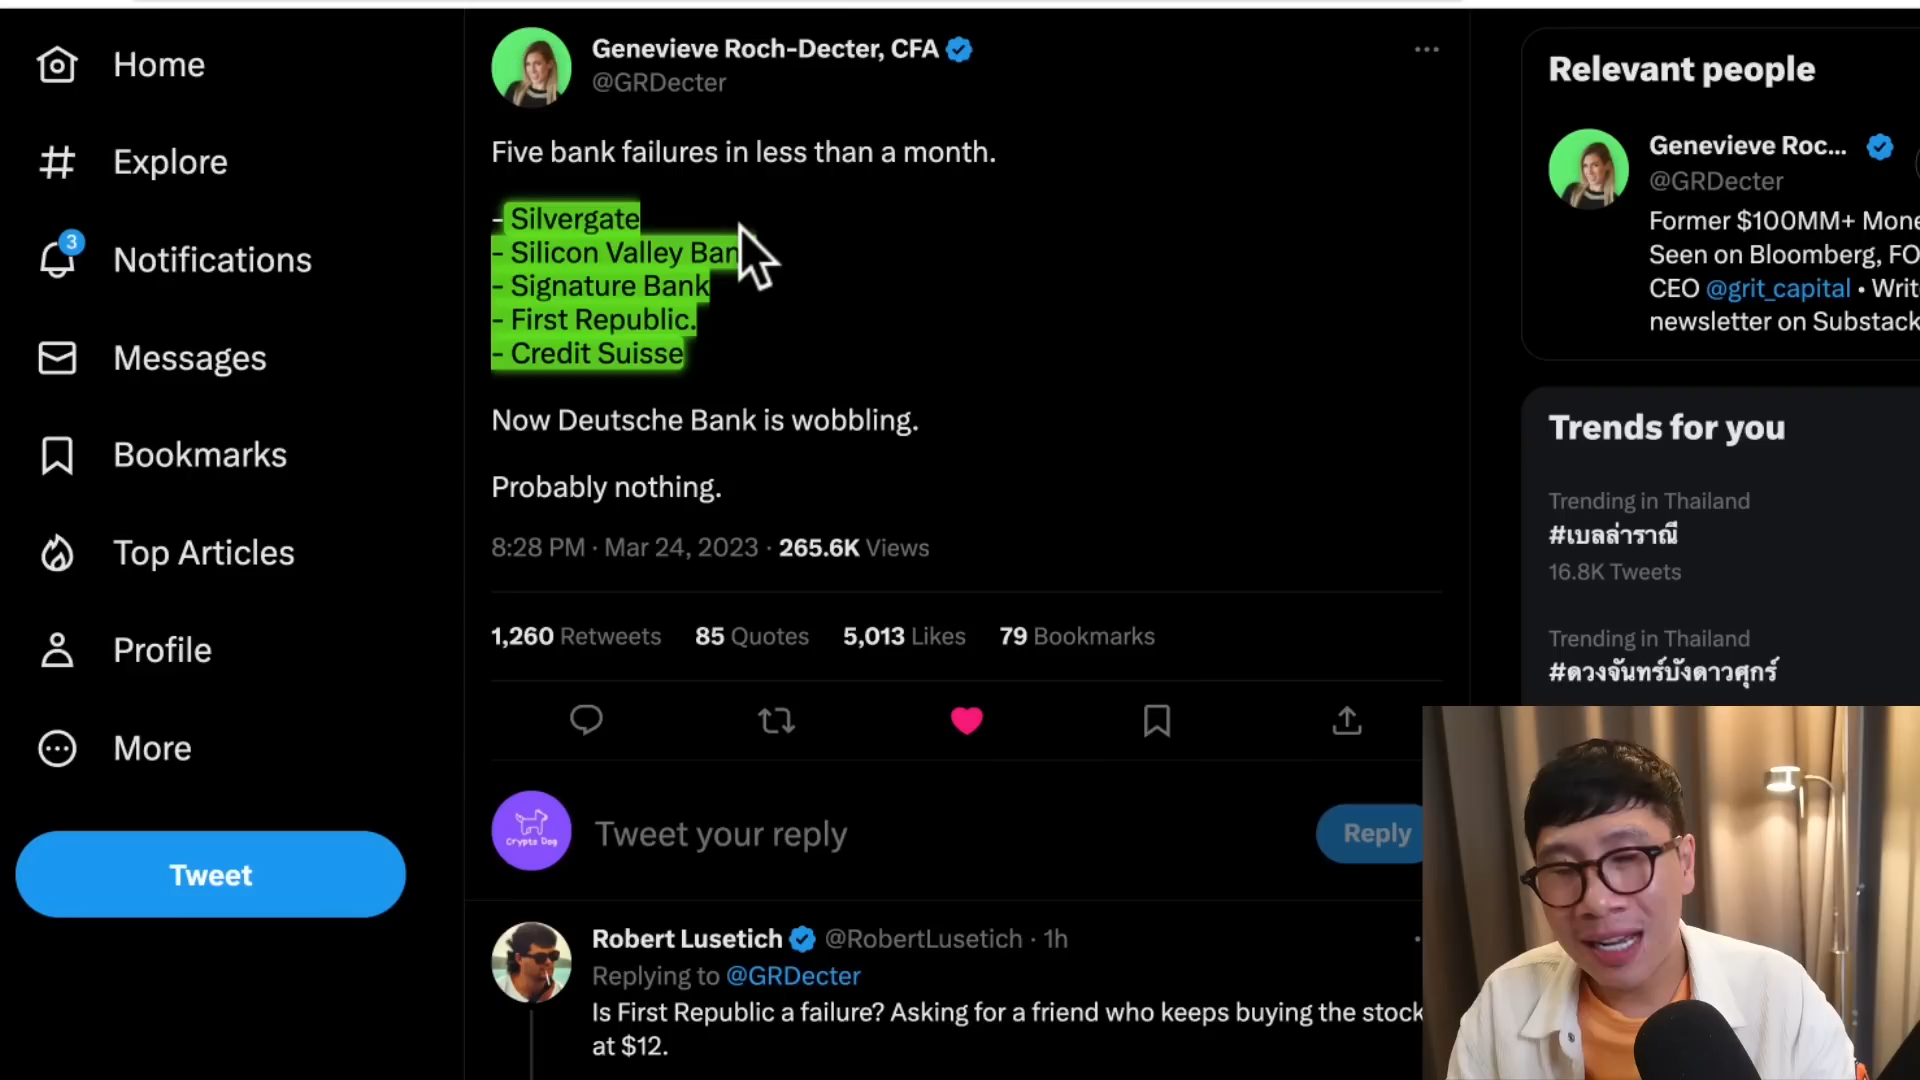 Home
Explore
3
Notifications
Messages
Bookmarks
Top Articles
Profile
More
Tweet
Genevieve Roch-Decter, CFA
@GRDecter
Five bank failures in less than a month.
- Silvergate
- Silicon Valley Ban
- Signature Bank
- First Republic.
- Credit Suisse
Now Deutsche Bank is wobbling.
Probably nothing.
8:28 PM · Mar 24, 2023 · 265.6K Views
1,260 Retweets 85 Quotes 5,013 Likes 79 Bookmarks
Crypto Dog
Tweet your reply
Reply
Robert Lusetich @RobertLusetich · 1h
Replying to @GRDecter
Is First Republic a failure? Asking for a friend who keeps buying the stock
at $12.
Relevant people
Genevieve Roc...
@GRDecter
Former $100MM+ Mone
Seen on Bloomberg, FO
CEO @grit_capital • Writ
newsletter on Substack
Trends for you
Trending in Thailand
#เบลล่าราณี
16.8K Tweets
Trending in Thailand
#ดวงจันทร์บังดาวศุกร์